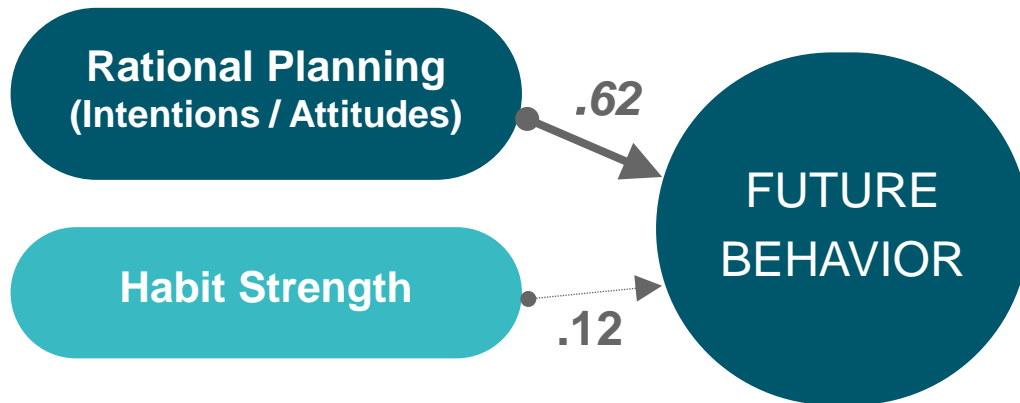 Rational Planning
(Intentions / Attitudes)
.62
FUTURE
BEHAVIOR
Habit Strength
.12